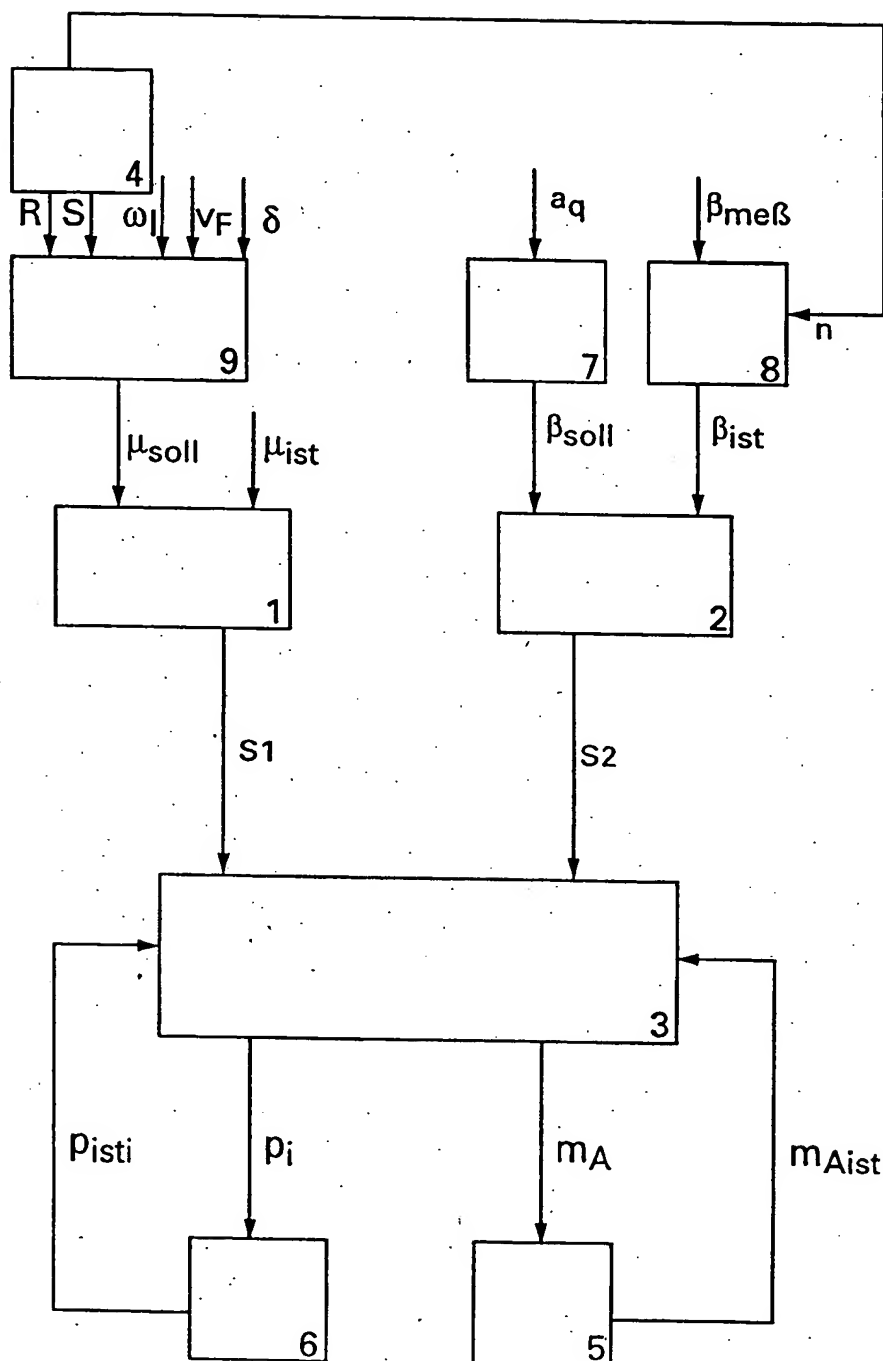 4
R S ω_I v_F δ
a_q
β_meß
n
9
7
8
μ_soll
μ_ist
β_soll
β_ist
1
2
S1
S2
3
p_isti
p_i
m_A
m_Aist
6
5